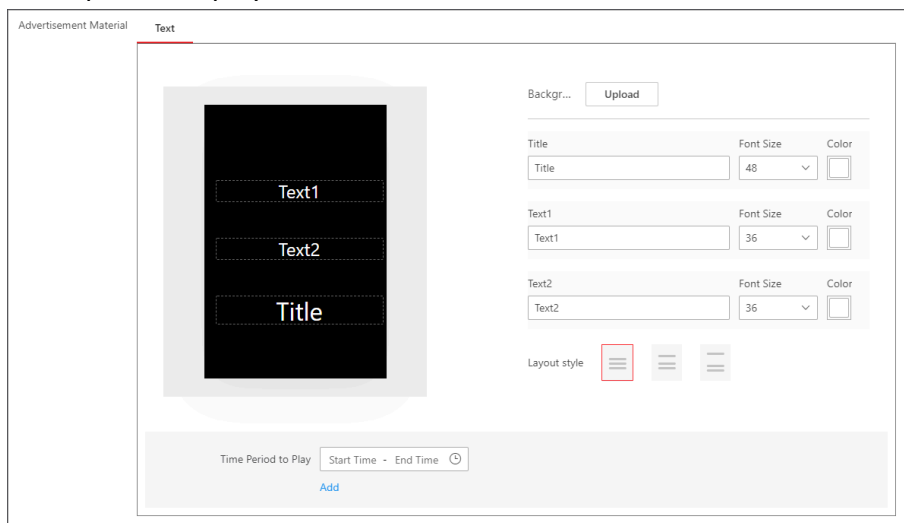 Advertisement Material
Text
Text1
Text2
Title
Backgr... Upload
Title Font Size Color
Title 48
Text1 Font Size Color
Text1 36
Text2 Font Size Color
Text2 36
Layout style
Time Period to Play Start Time - End Time
Add